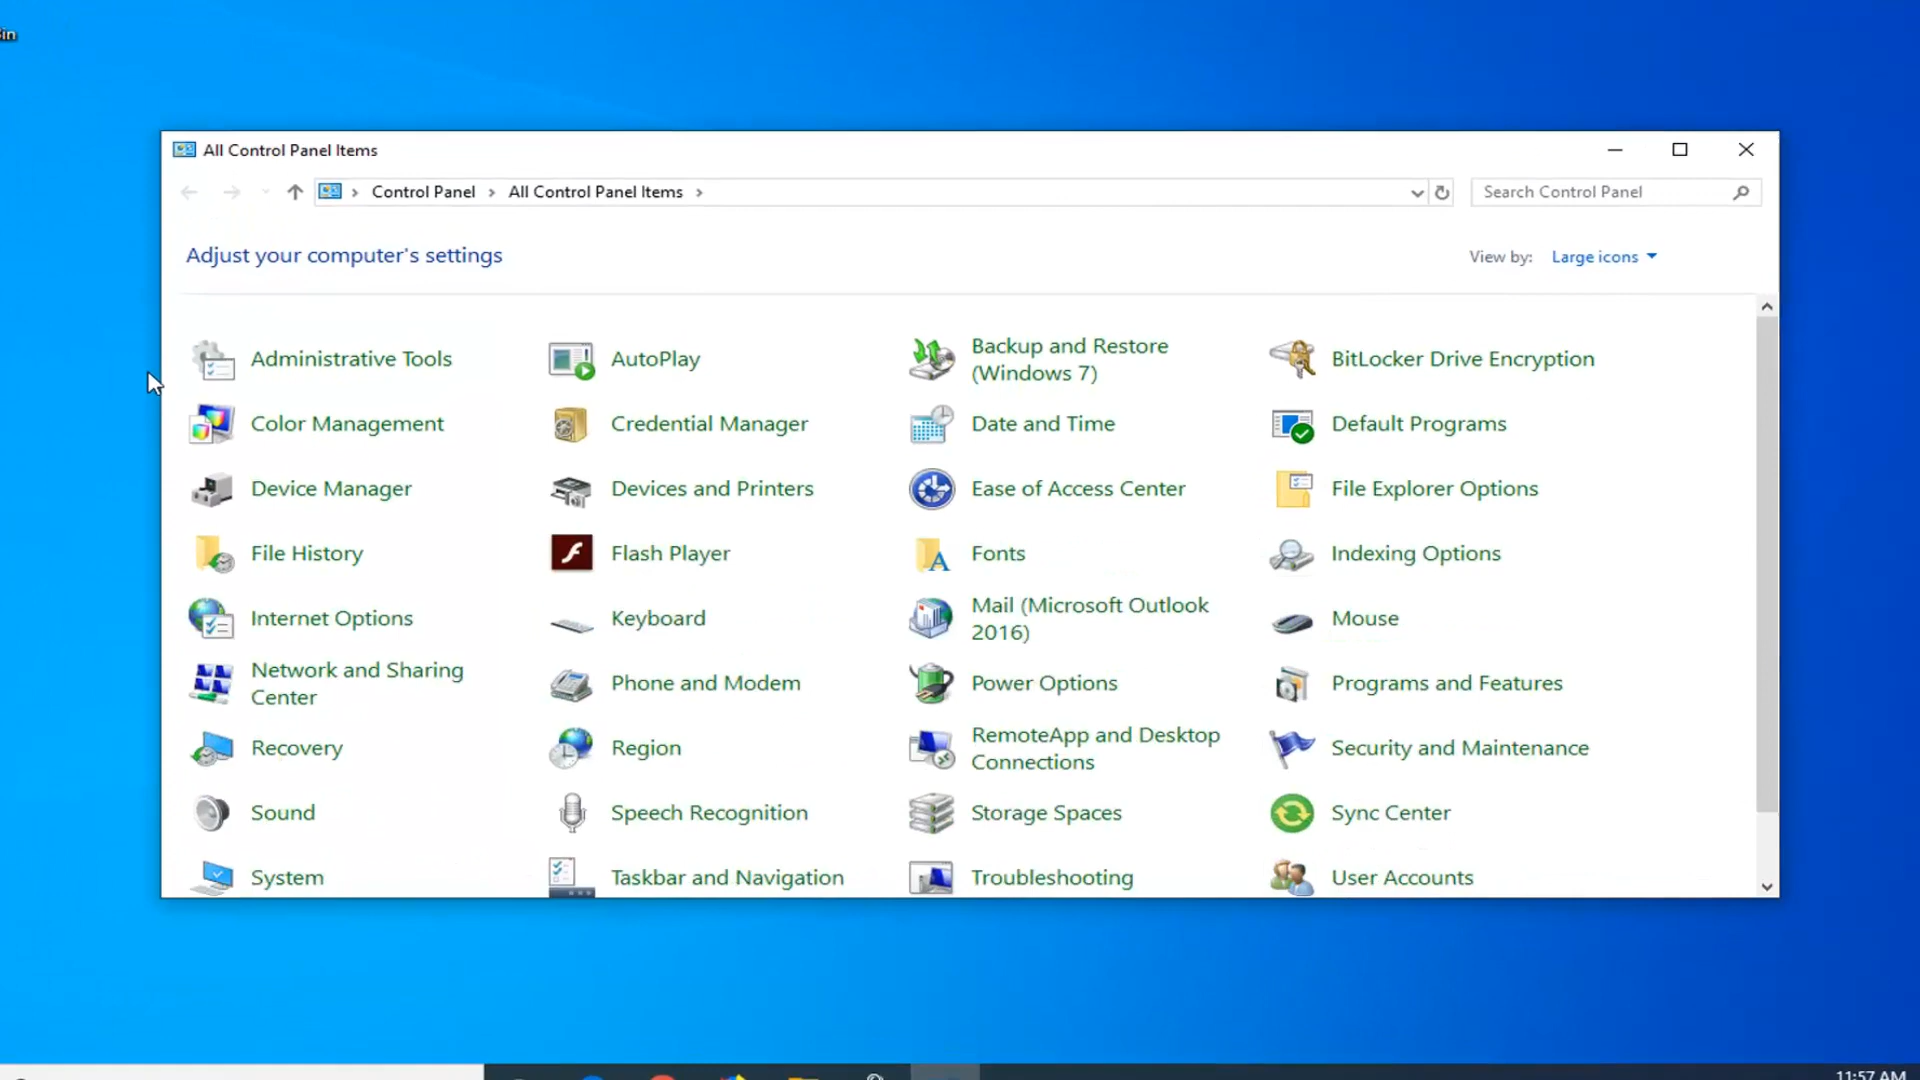 in
All Control Panel Items
Control Panel
All Control Panel Items
Search Control Panel
Adjust your computer's settings
View by:
Large icons
Administrative Tools
AutoPlay
Backup and Restore
(Windows 7)
BitLocker Drive Encryption
Color Management
Credential Manager
Date and Time
Default Programs
Device Manager
Devices and Printers
Ease of Access Center
File Explorer Options
File History
Flash Player
Fonts
Indexing Options
Internet Options
Keyboard
Mail (Microsoft Outlook
2016)
Mouse
Network and Sharing
Center
Phone and Modem
Power Options
Programs and Features
Recovery
Region
RemoteApp and Desktop
Connections
Security and Maintenance
Sound
Speech Recognition
Storage Spaces
Sync Center
System
Taskbar and Navigation
Troubleshooting
User Accounts
11:57 AM